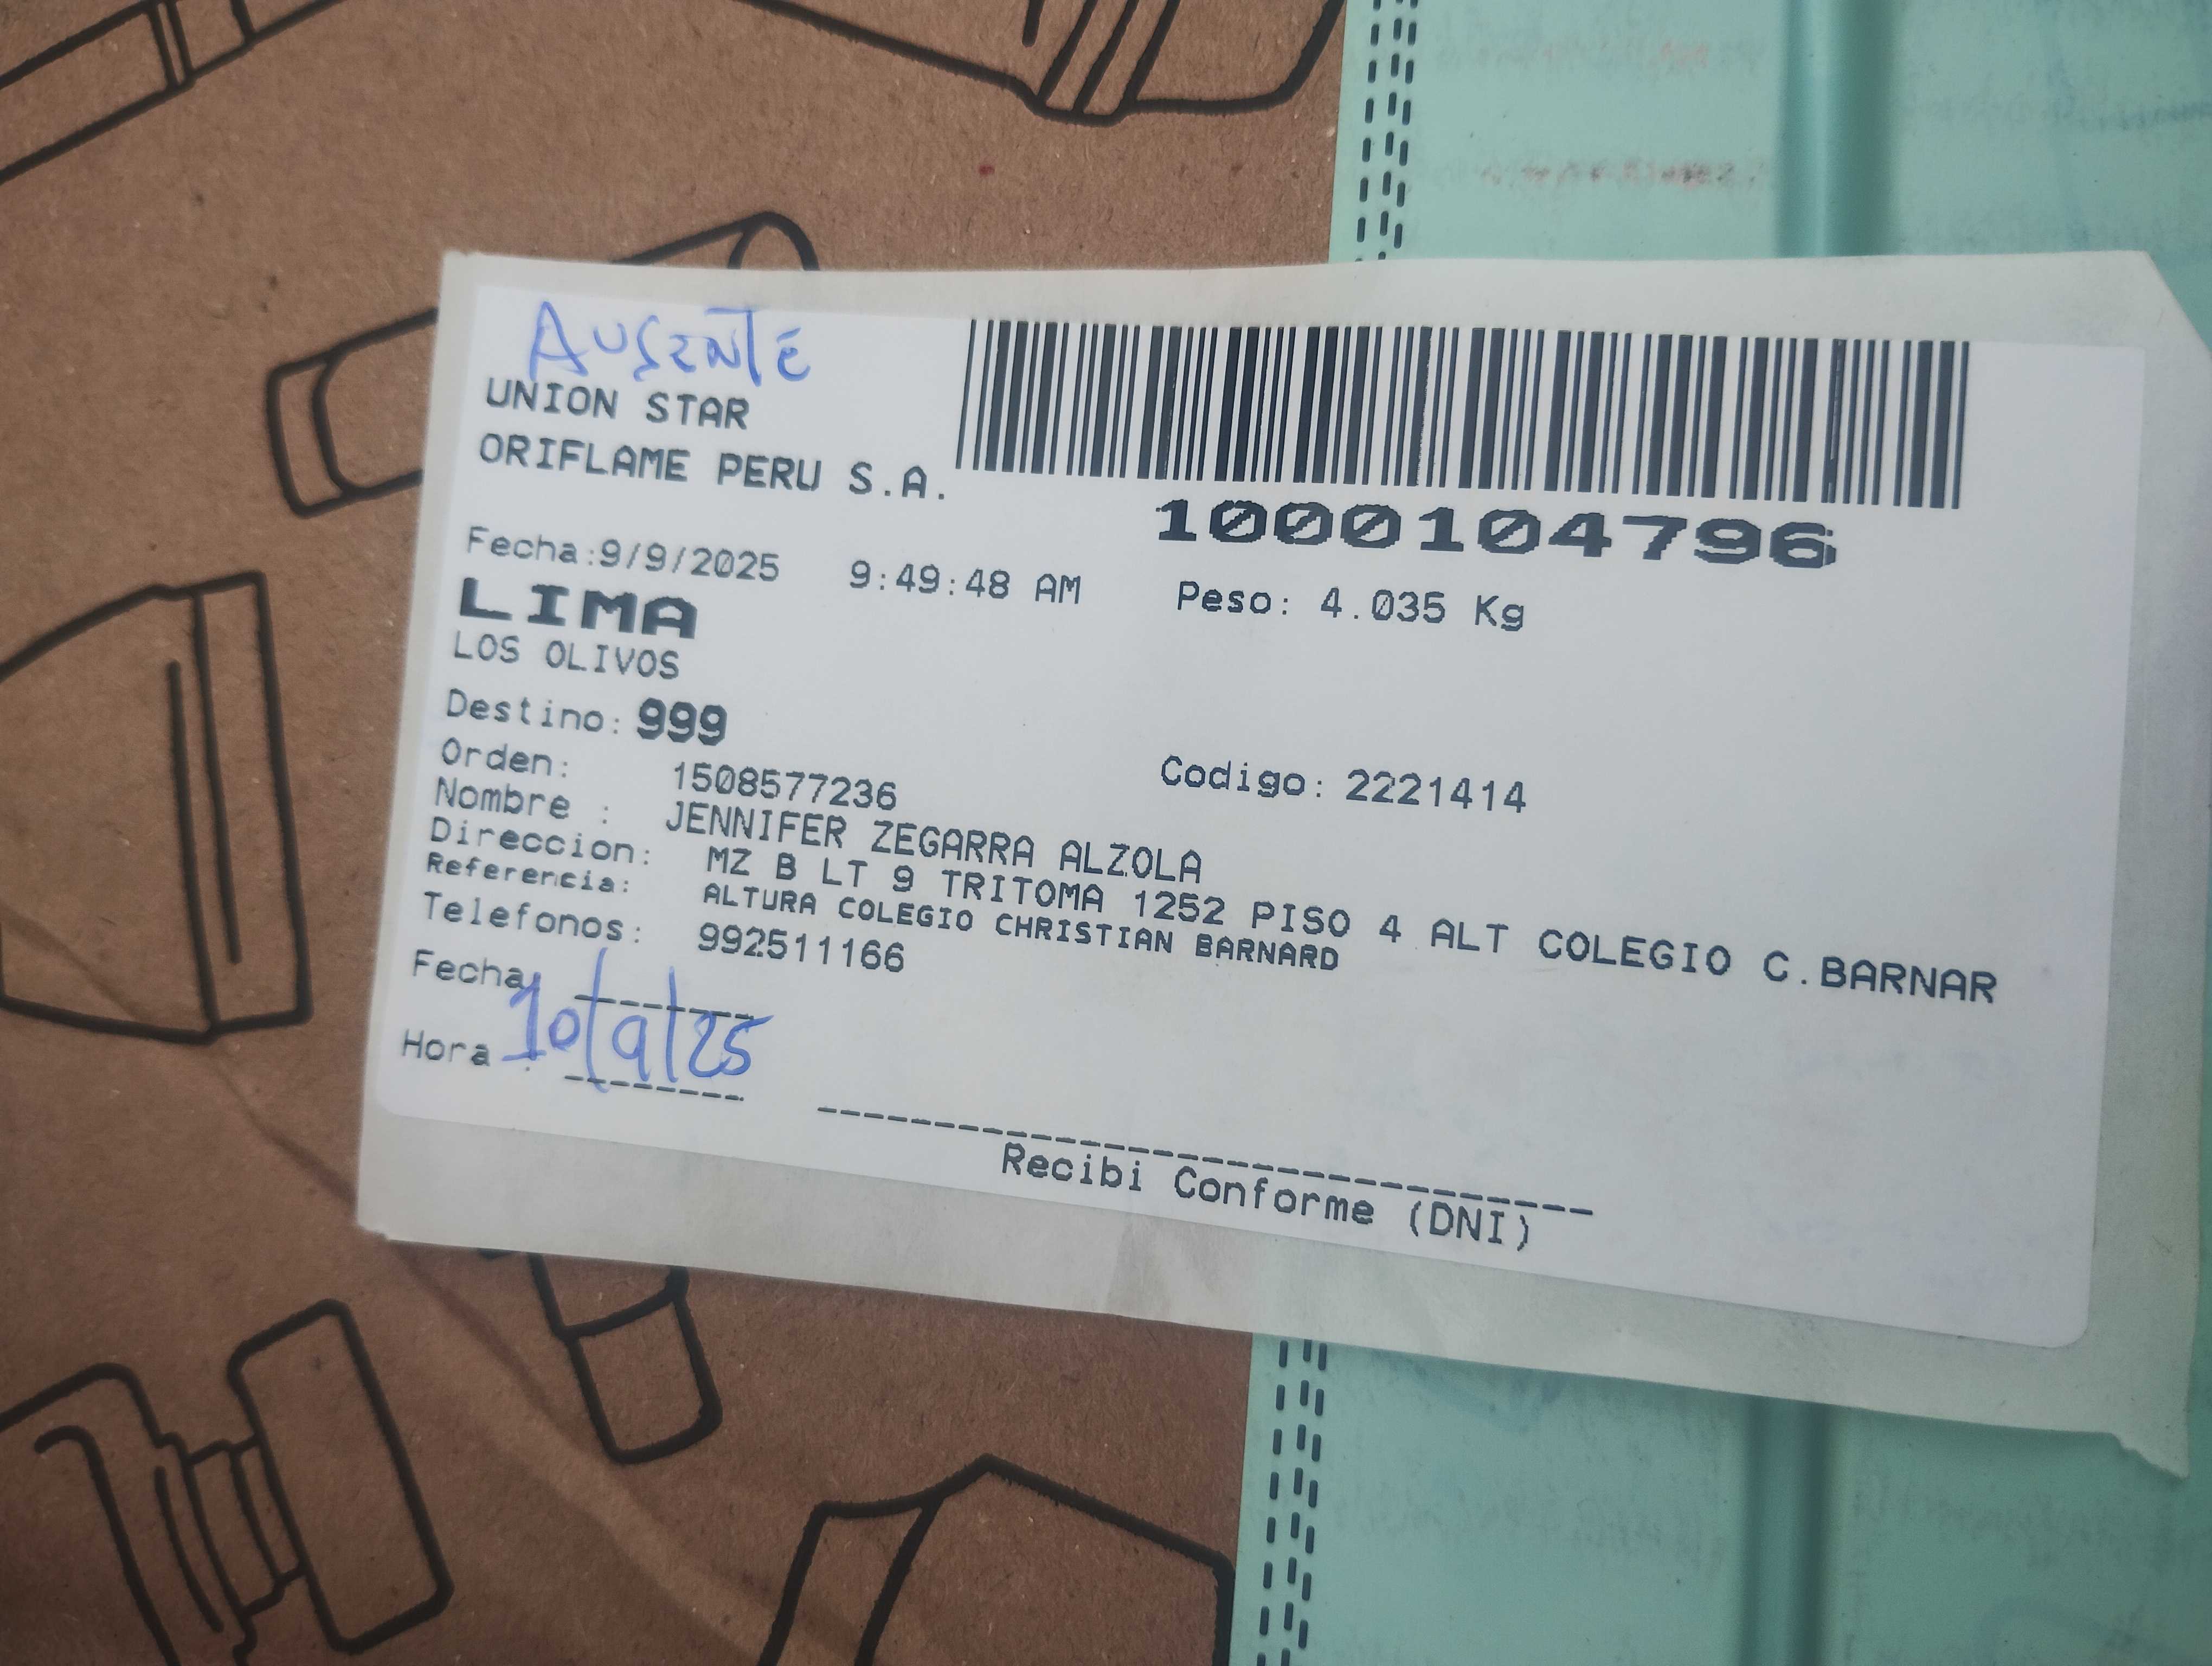 AUSENTE
UNION STAR
ORIFLAME PERU S.A.
1000104796
Fecha:9/9/2025 9:49:48 AM Peso: 4.035 Kg
LIMA
LOS OLIVOS
Destino: 999
Orden: 1508577236 Codigo: 2221414
Nombre : JENNIFER ZEGARRA ALZOLA
Direccion: MZ B LT 9 TRITOMA 1252 PISO 4 ALT COLEGIO C.BARNAR
Referencia: ALTURA COLEGIO CHRISTIAN BARNARD
Telefonos: 992511166
Fecha
10/9/25
Hora :
Recibi Conforme (DNI)